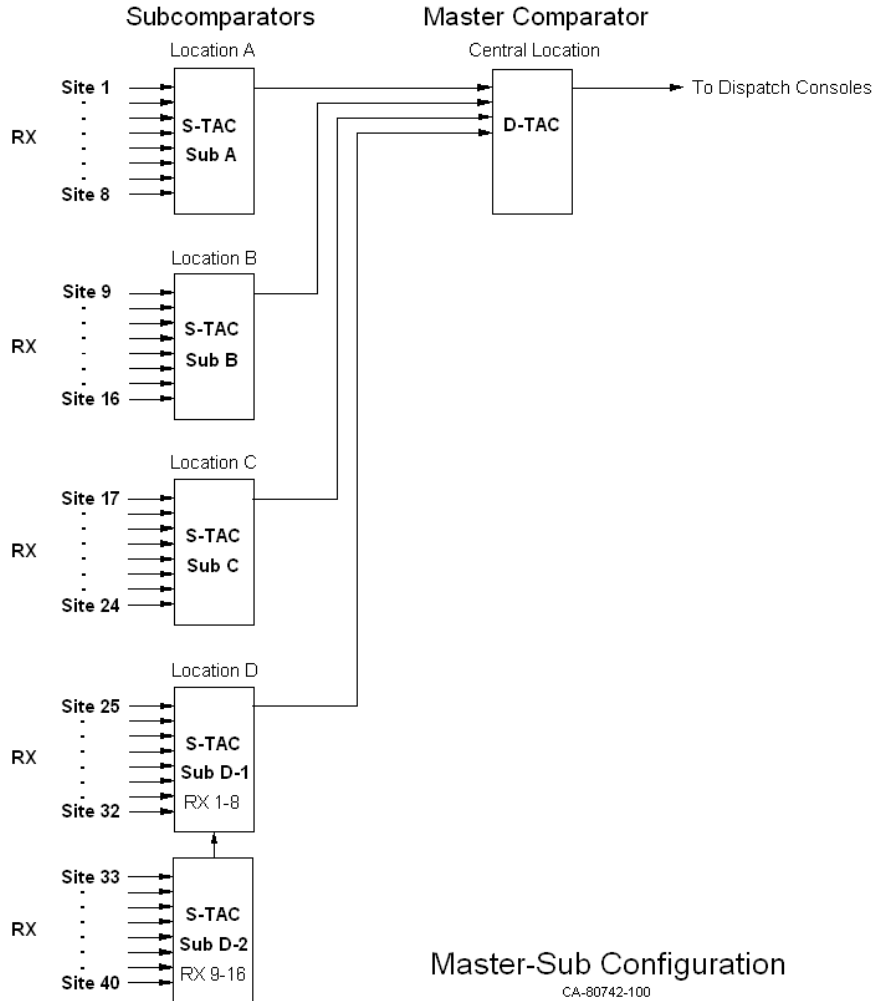 Subcomparators
Master Comparator
Location A
Central Location
Site 1
Site 8
RX
S-TAC
Sub A
D-TAC
To Dispatch Consoles
Location B
Site 9
Site 16
RX
S-TAC
Sub B
Location C
Site 17
Site 24
RX
S-TAC
Sub C
Location D
Site 25
Site 32
RX
S-TAC
Sub D-1
RX 1-8
Site 33
Site 40
RX
S-TAC
Sub D-2
RX 9-16
Master-Sub Configuration
CA-80742-100